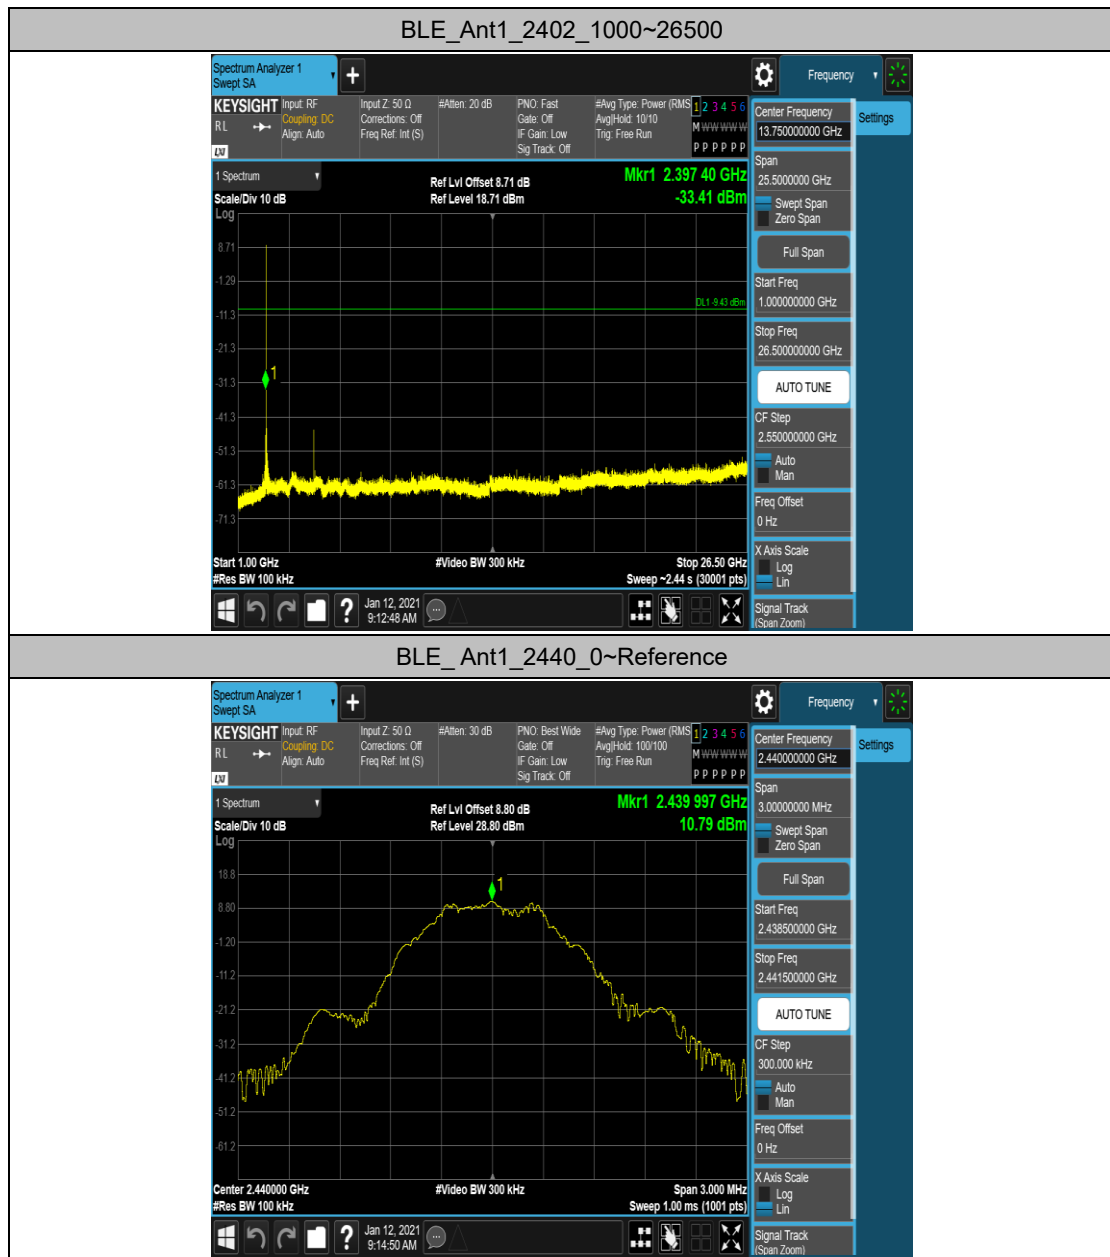 BLE_Ant1_2402_1000~26500
Spectrum Analyzer 1
Swept SA
+
Frequency
KEYSIGHT
RL
LXI
Input: RF
Coupling: DC
Align: Auto
Input Z: 50 Ω
Corrections: Off
Freq Ref: Int (S)
#Atten: 20 dB
PNO: Fast
Gate: Off
IF Gain: Low
Sig Track: Off
#Avg Type: Power (RMS
Avg|Hold: 10/10
Trig: Free Run
1 2 3 4 5 6
M W W W W W
P P P P P P
Center Frequency
13.750000000 GHz
Settings
Span
25.5000000 GHz
Swept Span
Zero Span
Full Span
Start Freq
1.000000000 GHz
Stop Freq
26.500000000 GHz
AUTO TUNE
CF Step
2.550000000 GHz
Auto
Man
Freq Offset
0 Hz
X Axis Scale
Log
Lin
Signal Track
(Span Zoom)
1 Spectrum
Scale/Div 10 dB
Log
Ref Lvl Offset 8.71 dB
Ref Level 18.71 dBm
Mkr1 2.397 40 GHz
-33.41 dBm
8.71
-1.29
DL1 -9.43 dBm
-11.3
-21.3
1
-31.3
-41.3
-51.3
-61.3
-71.3
Start 1.00 GHz
#Video BW 300 kHz
Stop 26.50 GHz
#Res BW 100 kHz
Sweep ~2.44 s (30001 pts)
?
Jan 12, 2021
9:12:48 AM
BLE_ Ant1_2440_0~Reference
Spectrum Analyzer 1
Swept SA
+
Frequency
KEYSIGHT
RL
LXI
Input: RF
Coupling: DC
Align: Auto
Input Z: 50 Ω
Corrections: Off
Freq Ref: Int (S)
#Atten: 30 dB
PNO: Best Wide
Gate: Off
IF Gain: Low
Sig Track: Off
#Avg Type: Power (RMS
Avg|Hold: 100/100
Trig: Free Run
1 2 3 4 5 6
M W W W W W
P P P P P P
Center Frequency
2.440000000 GHz
Settings
Span
3.00000000 MHz
Swept Span
Zero Span
Full Span
Start Freq
2.438500000 GHz
Stop Freq
2.441500000 GHz
AUTO TUNE
CF Step
300.000 kHz
Auto
Man
Freq Offset
0 Hz
X Axis Scale
Log
Lin
Signal Track
(Span Zoom)
1 Spectrum
Scale/Div 10 dB
Log
Ref Lvl Offset 8.80 dB
Ref Level 28.80 dBm
Mkr1 2.439 997 GHz
10.79 dBm
18.8
1
8.80
-1.20
-11.2
-21.2
-31.2
-41.2
-51.2
-61.2
Center 2.440000 GHz
#Video BW 300 kHz
Span 3.000 MHz
#Res BW 100 kHz
Sweep 1.00 ms (1001 pts)
?
Jan 12, 2021
9:14:50 AM